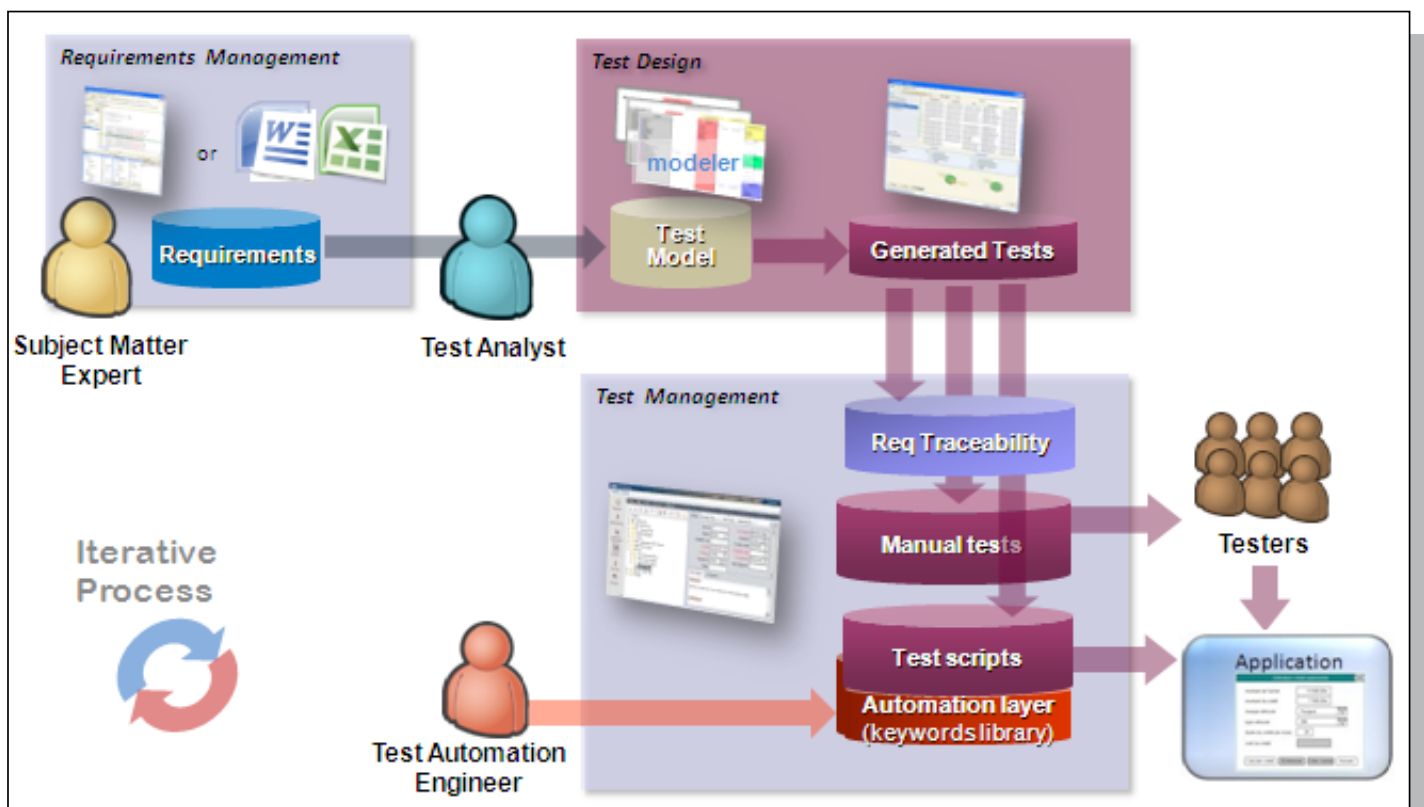 Requirements Management
or
W
X
Requirements
Subject Matter
Expert
Test Analyst
Test Design
modeler
Test
Model
Generated Tests
Test Management
Req Traceability
Manual tests
Test scripts
Automation layer
(keywords library)
Testers
Application
Iterative
Process
Test Automation
Engineer